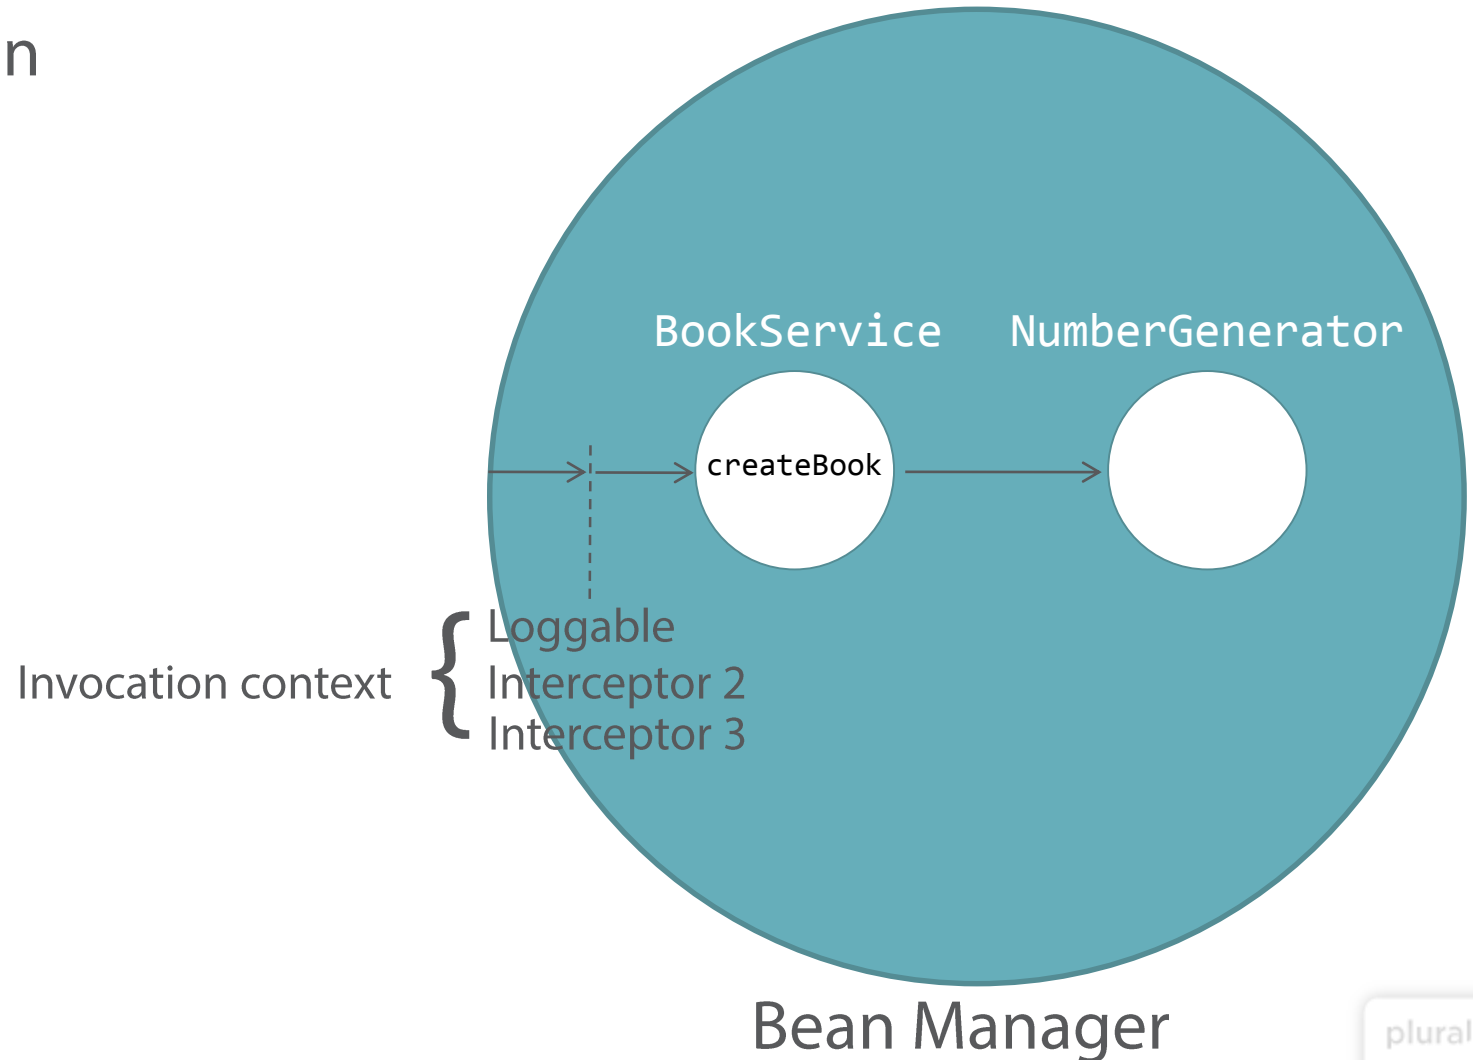 n
BookService NumberGenerator
createBook
Loggable
Invocation context { Interceptor 2
Interceptor 3
Bean Manager
plural